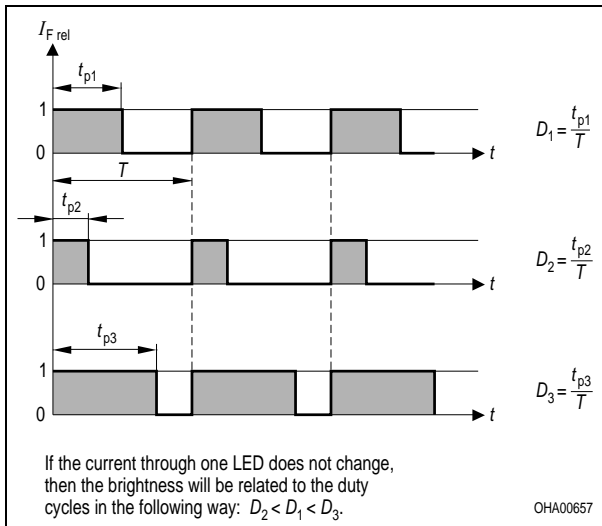 I_F rel
t_p1
1
0
t
D_1 = t_p1 / T
T
t_p2
1
0
t
D_2 = t_p2 / T
t_p3
1
0
t
D_3 = t_p3 / T
If the current through one LED does not change,
then the brightness will be related to the duty
cycles in the following way: D_2 < D_1 < D_3.
OHA00657